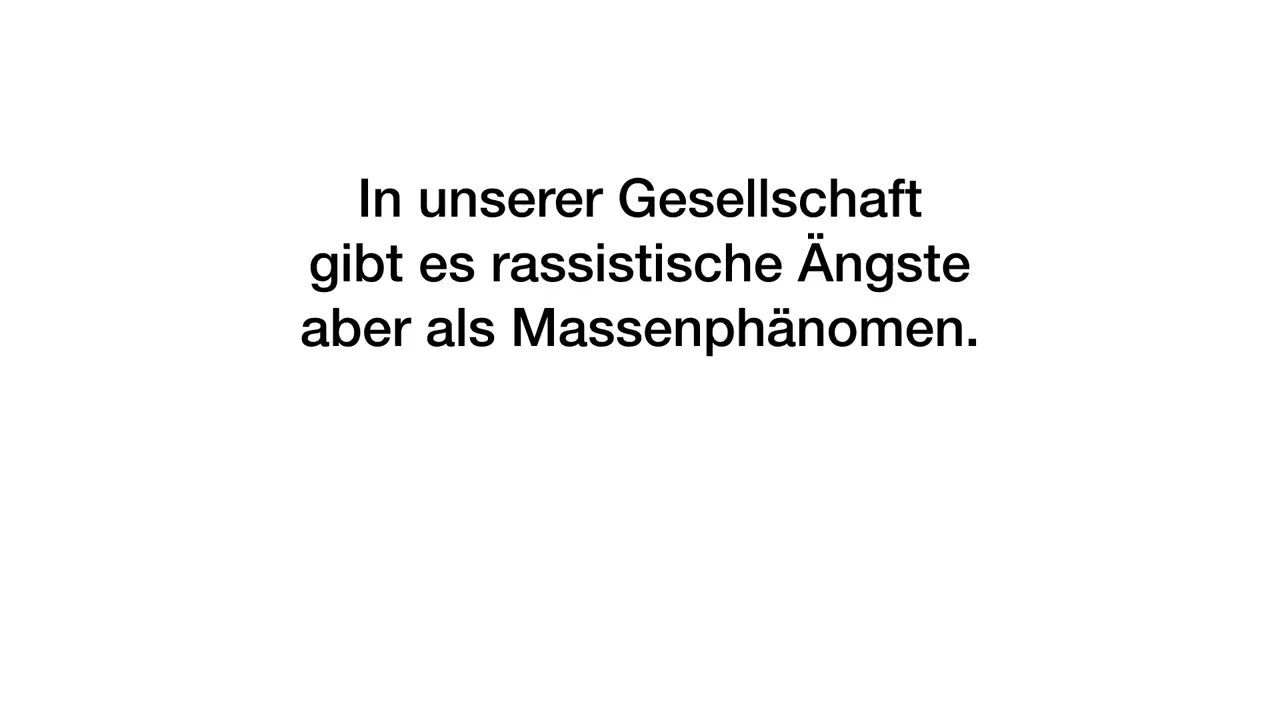 In unserer Gesellschaft
gibt es rassistische Ängste
aber als Massenphänomen.